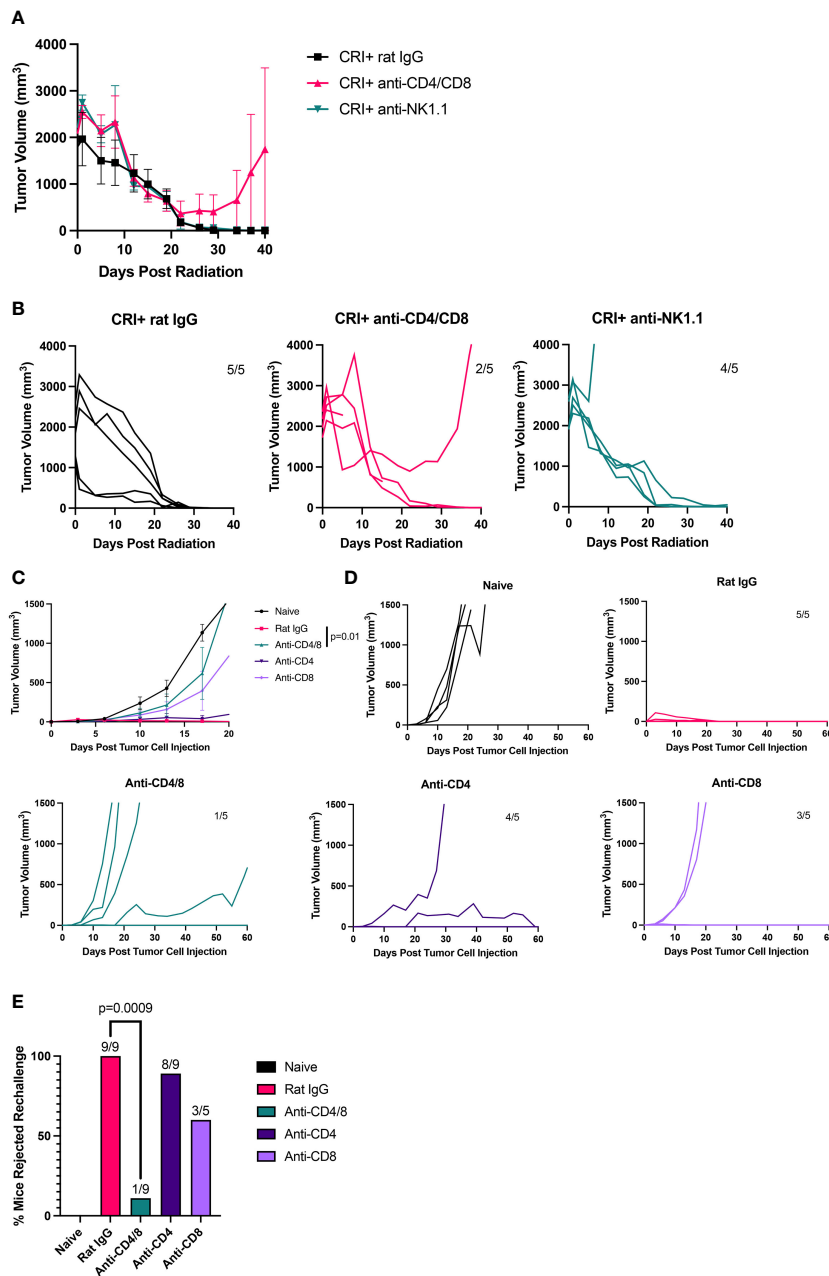 A
Tumor Volume (mm³)
4000
3000
2000
1000
0
0 10 20 30 40
Days Post Radiation
CRI+ rat IgG
CRI+ anti-CD4/CD8
CRI+ anti-NK1.1
B
CRI+ rat IgG
5/5
Tumor Volume (mm³)
4000
3000
2000
1000
0
0 10 20 30 40
Days Post Radiation
CRI+ anti-CD4/CD8
2/5
Tumor Volume (mm³)
4000
3000
2000
1000
0
0 10 20 30 40
Days Post Radiation
CRI+ anti-NK1.1
4/5
Tumor Volume (mm³)
4000
3000
2000
1000
0
0 10 20 30 40
Days Post Radiation
C
Tumor Volume (mm³)
1500
1000
500
0
0 5 10 15 20
Days Post Tumor Cell Injection
Naive
Rat IgG
Anti-CD4/8
Anti-CD4
Anti-CD8
p=0.01
D
Naive
Tumor Volume (mm³)
1500
1000
500
0
0 10 20 30 40 50 60
Days Post Tumor Cell Injection
Rat IgG
5/5
Tumor Volume (mm³)
1500
1000
500
0
0 10 20 30 40 50 60
Days Post Tumor Cell Injection
Anti-CD4/8
1/5
Tumor Volume (mm³)
1500
1000
500
0
0 10 20 30 40 50 60
Days Post Tumor Cell Injection
Anti-CD4
4/5
Tumor Volume (mm³)
1500
1000
500
0
0 10 20 30 40 50 60
Days Post Tumor Cell Injection
Anti-CD8
3/5
Tumor Volume (mm³)
1500
1000
500
0
0 10 20 30 40 50 60
Days Post Tumor Cell Injection
E
p=0.0009
% Mice Rejected Rechallenge
100
50
0
9/9
1/9
8/9
3/5
Naive
Rat IgG
Anti-CD4/8
Anti-CD4
Anti-CD8
Naive
Rat IgG
Anti-CD4/8
Anti-CD4
Anti-CD8